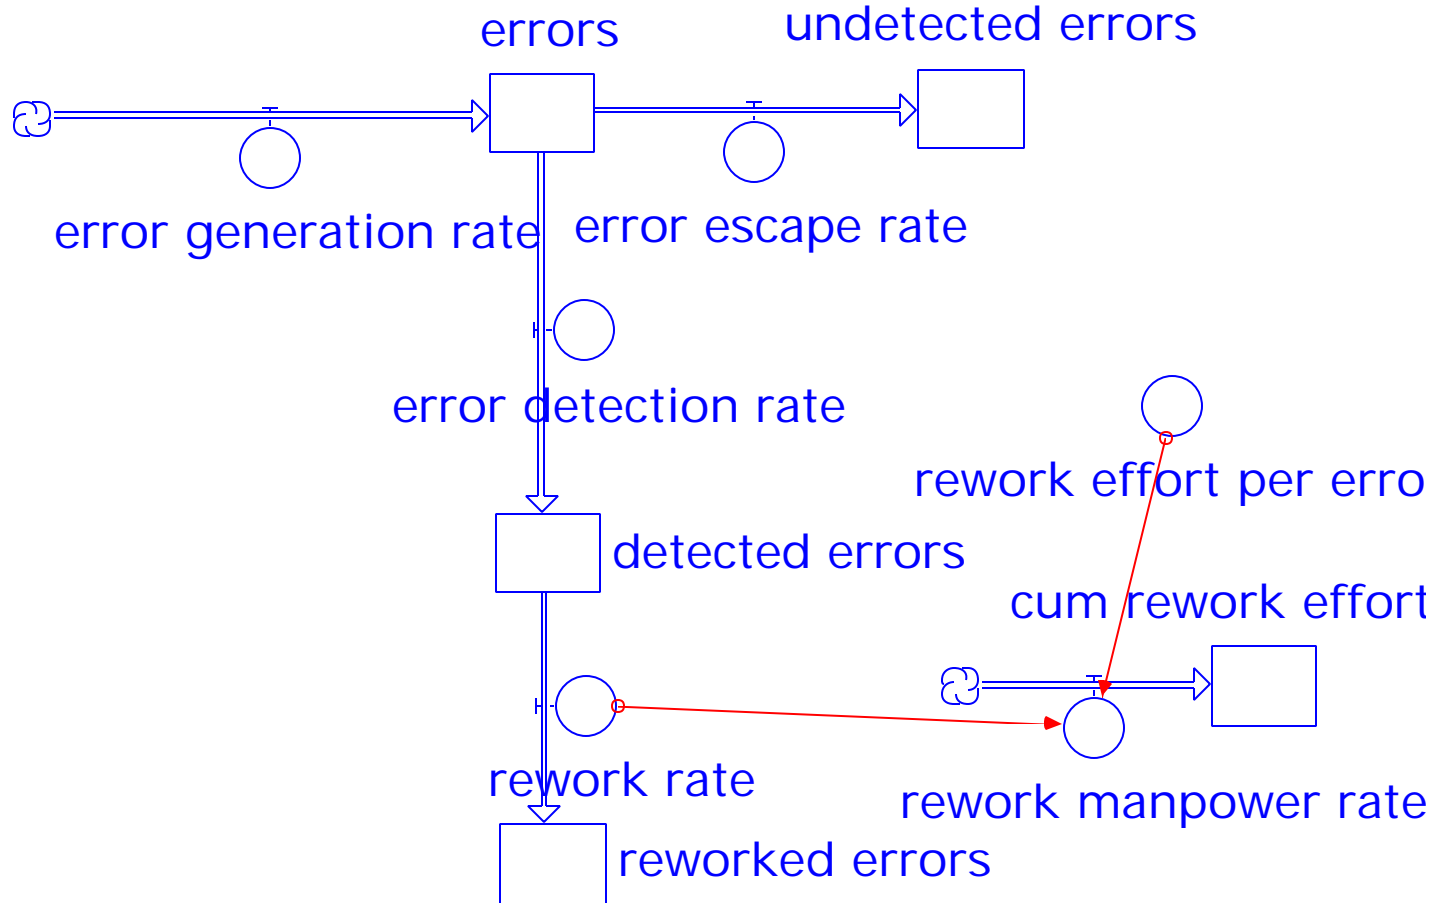 errors
undetected errors
error generation rate
error escape rate
error detection rate
rework effort per erro
detected errors
cum rework effort
rework rate
rework manpower rate
reworked errors